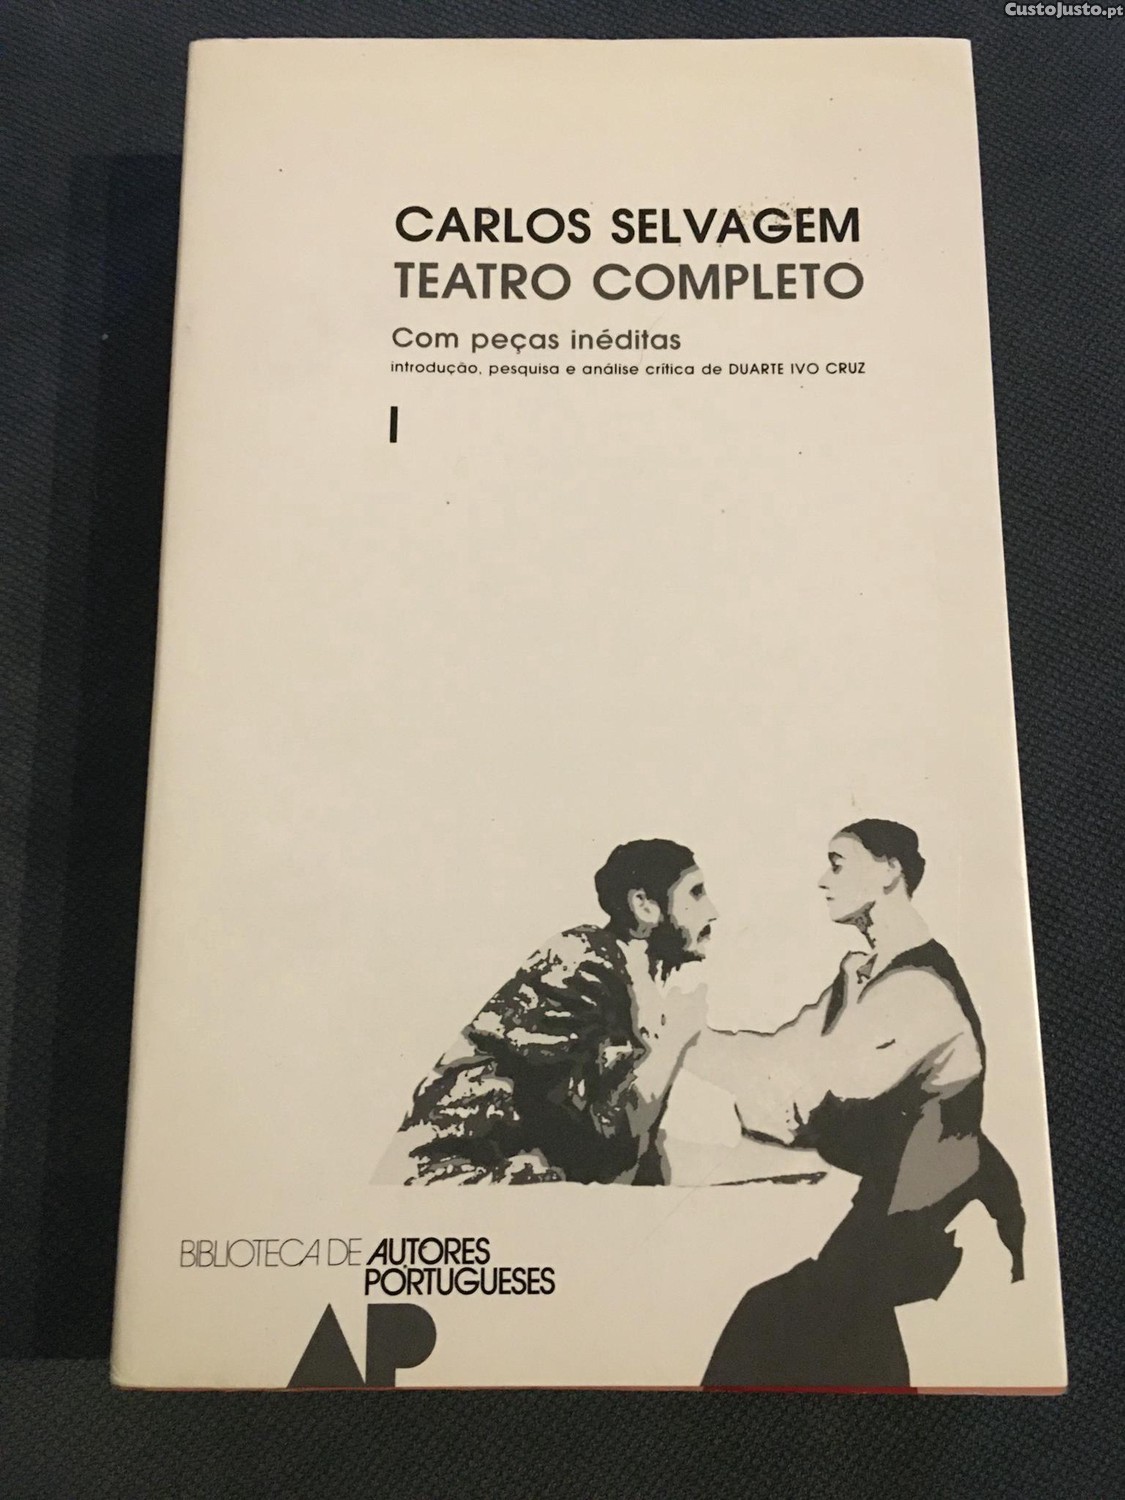 CustoJusto.pt
CARLOS SELVAGEM
TEATRO COMPLETO
Com peças inéditas
introdução, pesquisa e análise crítica de DUARTE IVO CRUZ
I
BIBLIOTECA DE AUTORES
PORTUGUESES
AP